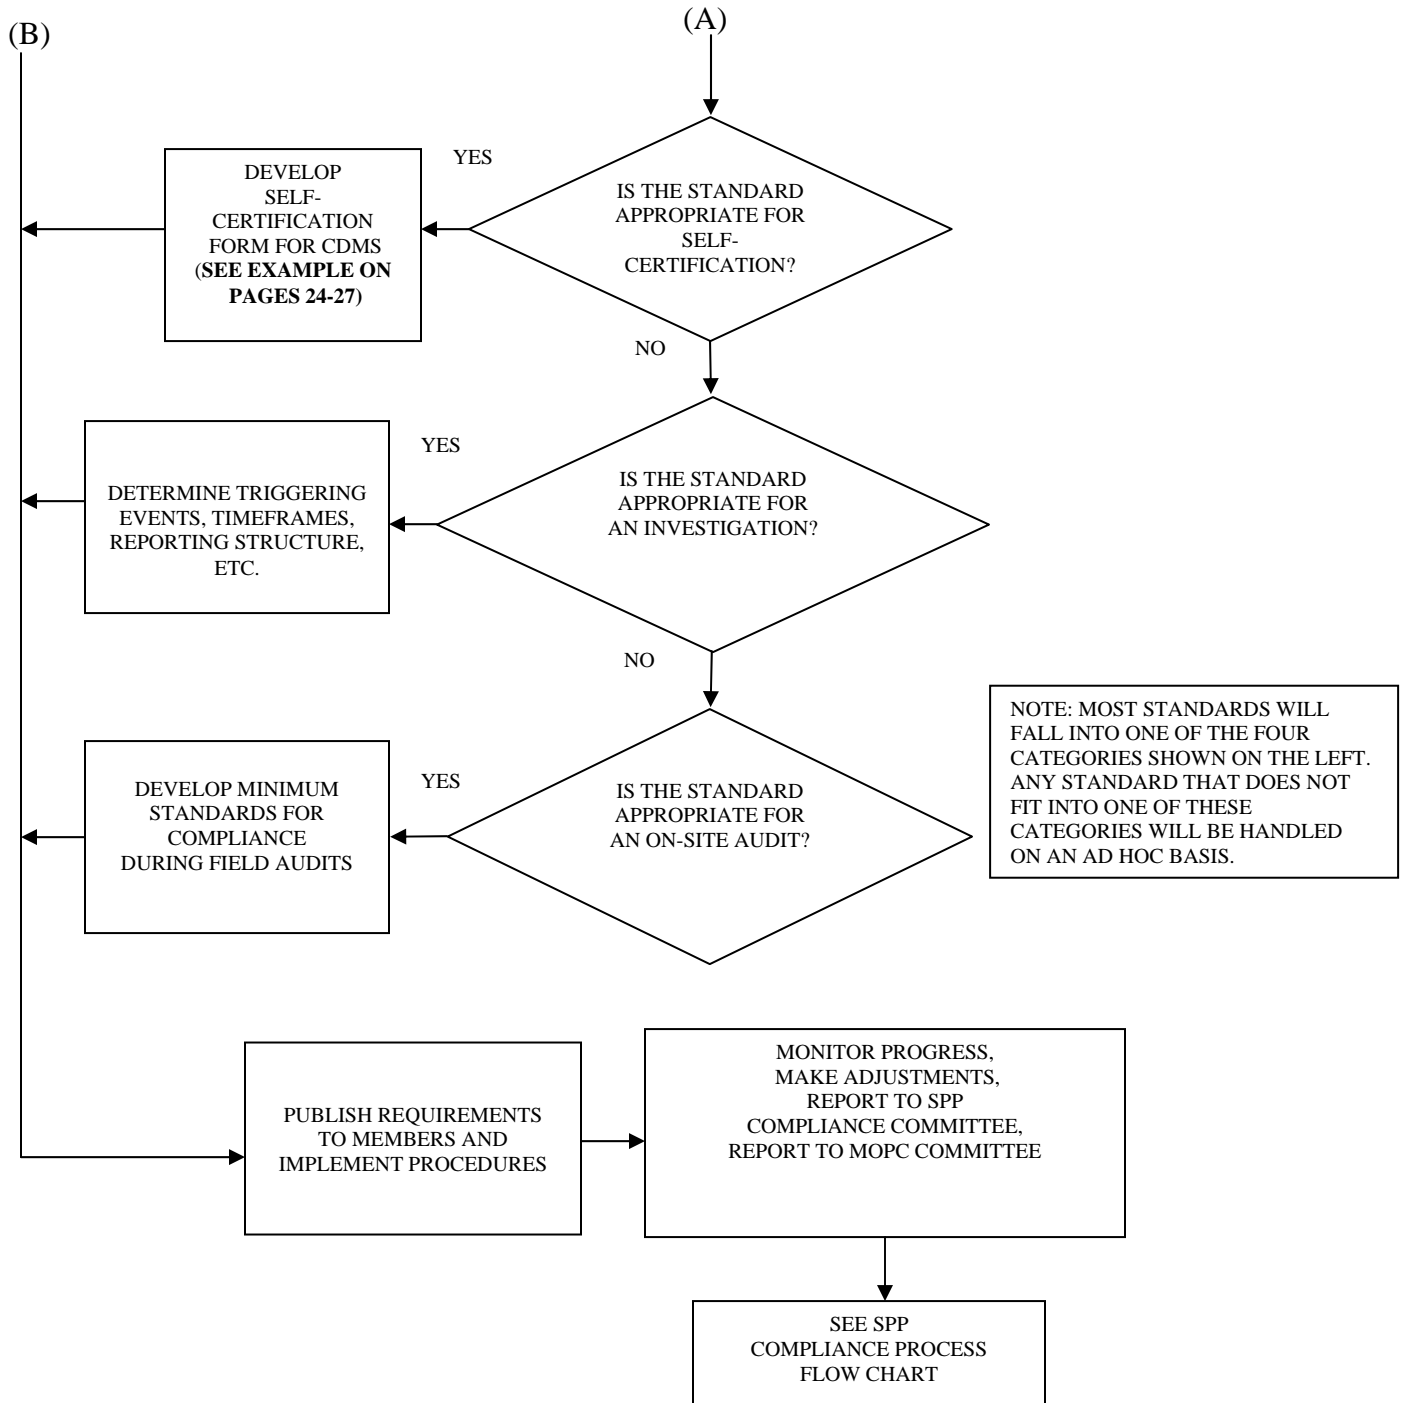 (B)
(A)
YES
DEVELOP
SELF-
CERTIFICATION
FORM FOR CDMS
(SEE EXAMPLE ON
PAGES 24-27)
IS THE STANDARD
APPROPRIATE FOR
SELF-
CERTIFICATION?
NO
YES
DETERMINE TRIGGERING
EVENTS, TIMEFRAMES,
REPORTING STRUCTURE,
ETC.
IS THE STANDARD
APPROPRIATE FOR
AN INVESTIGATION?
NO
NOTE: MOST STANDARDS WILL
FALL INTO ONE OF THE FOUR
CATEGORIES SHOWN ON THE LEFT.
ANY STANDARD THAT DOES NOT
FIT INTO ONE OF THESE
CATEGORIES WILL BE HANDLED
ON AN AD HOC BASIS.
YES
DEVELOP MINIMUM
STANDARDS FOR
COMPLIANCE
DURING FIELD AUDITS
IS THE STANDARD
APPROPRIATE FOR
AN ON-SITE AUDIT?
PUBLISH REQUIREMENTS
TO MEMBERS AND
IMPLEMENT PROCEDURES
MONITOR PROGRESS,
MAKE ADJUSTMENTS,
REPORT TO SPP
COMPLIANCE COMMITTEE,
REPORT TO MOPC COMMITTEE
SEE SPP
COMPLIANCE PROCESS
FLOW CHART